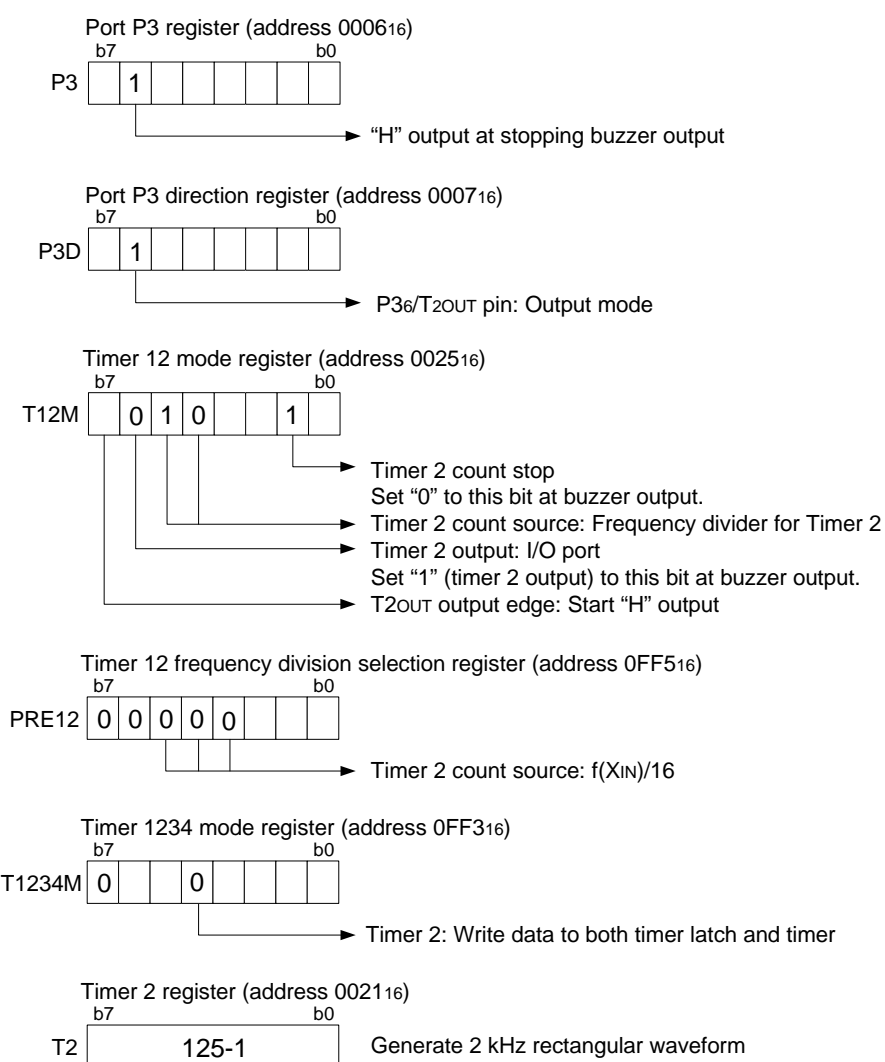 Port P3 register (address 000616)
b7 b0
P3 1
“H” output at stopping buzzer output
Port P3 direction register (address 000716)
b7 b0
P3D 1
P36/T2OUT pin: Output mode
Timer 12 mode register (address 002516)
b7 b0
T12M 0 1 0 1
Timer 2 count stop
Set “0” to this bit at buzzer output.
Timer 2 count source: Frequency divider for Timer 2
Timer 2 output: I/O port
Set “1” (timer 2 output) to this bit at buzzer output.
T2OUT output edge: Start “H” output
Timer 12 frequency division selection register (address 0FF516)
b7 b0
PRE12 0 0 0 0 0
Timer 2 count source: f(XIN)/16
Timer 1234 mode register (address 0FF316)
b7 b0
T1234M 0 0
Timer 2: Write data to both timer latch and timer
Timer 2 register (address 002116)
b7 b0
T2 125-1 Generate 2 kHz rectangular waveform